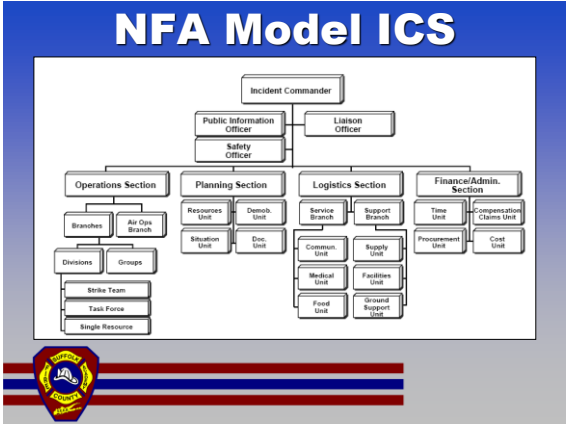 NFA Model ICS
Incident Commander
Public Information
Officer
Liaison
Officer
Safety
Officer
Operations Section
Planning Section
Logistics Section
Finance/Admin.
Section
Branches
Air Ops
Branch
Resources
Unit
Demob.
Unit
Service
Branch
Support
Branch
Time
Unit
Compensation
Claims Unit
Situation
Unit
Doc.
Unit
Procurement
Unit
Cost
Unit
Divisions
Groups
Commun.
Unit
Supply
Unit
Strike Team
Medical
Unit
Facilities
Unit
Task Force
Food
Unit
Ground
Support
Unit
Single Resource
SUFFOLK
COUNTY